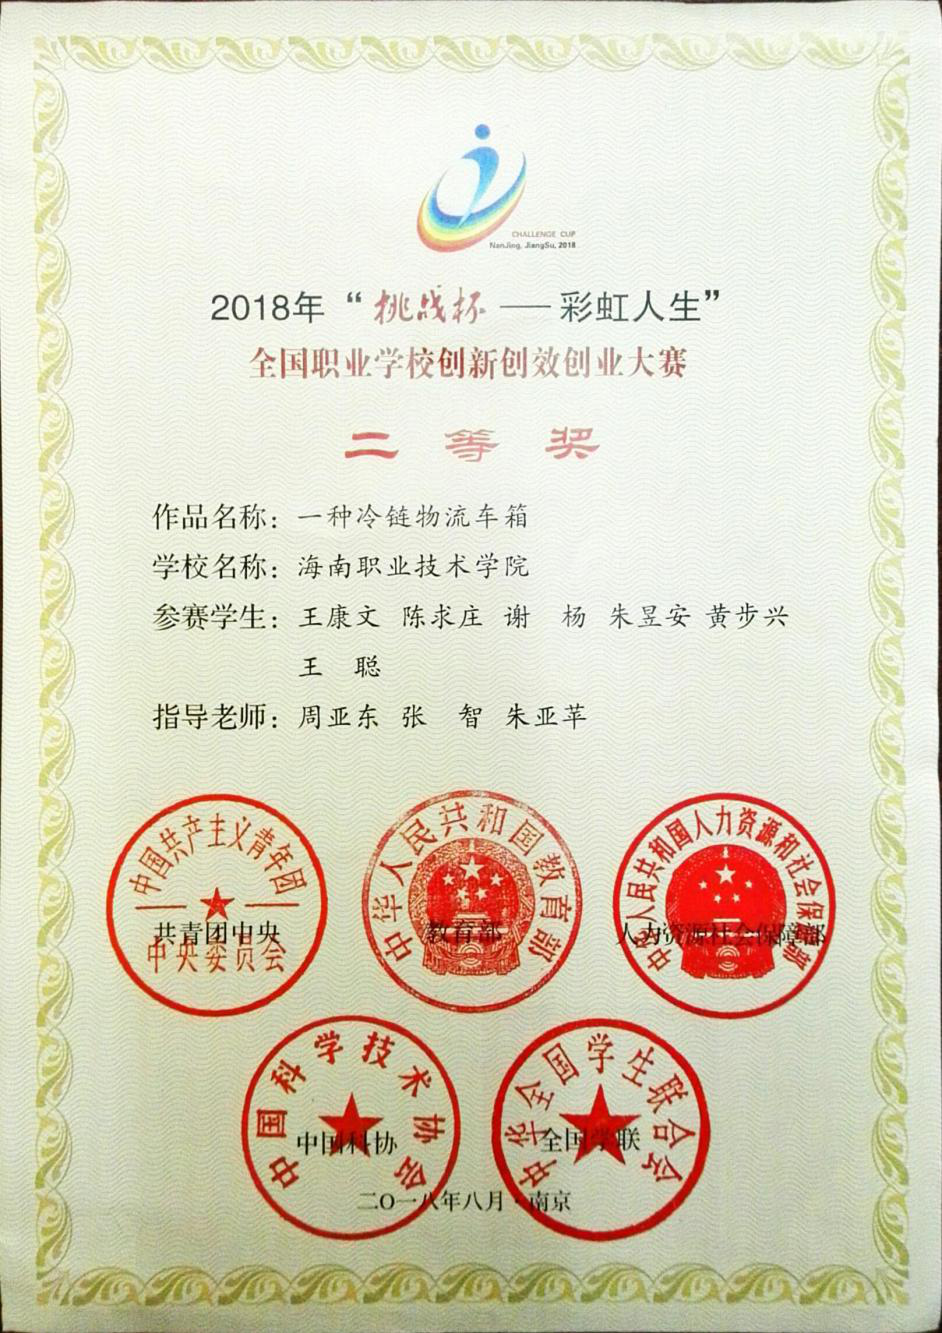 CHALLENGE CUP
NanJing, JiangSu, 2018
2018年“挑战杯——彩虹人生”
全国职业学校创新创效创业大赛
二等奖
作品名称：一种冷链物流车箱
学校名称：海南职业技术学院
参赛学生：王康文 陈求庄 谢 杨 朱昱安 黄步兴
王 聪
指导老师：周亚东 张 智 朱亚苹
中国共产主义青年团
共青团中央
中央委员会
中华人民共和国教育部
教育部
中华人民共和国人力资源和社会保障部
人力资源社会保障部
中国科学技术协会
中国科协
中华全国学生联合会
全国学联
二〇一八年八月·南京